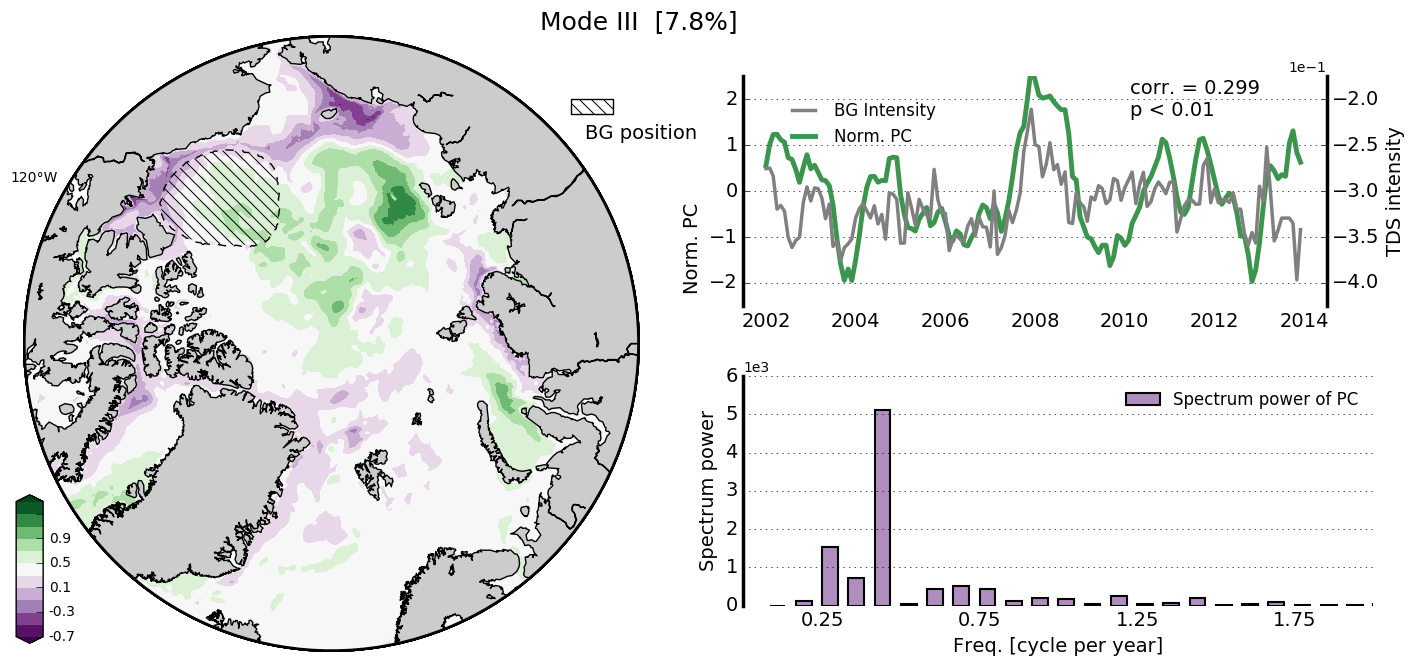 Mode III [7.8%]
BG position
120°W
0.9
0.5
0.1
-0.3
-0.7
1e−1
corr. = 0.299
p < 0.01
BG Intensity
Norm. PC
2
1
0
−1
−2
Norm. PC
−2.0
−2.5
−3.0
−3.5
−4.0
TDS intensity
2002 2004 2006 2008 2010 2012 2014
1e3
Spectrum power of PC
6
5
4
3
2
1
0
Spectrum power
0.25 0.75 1.25 1.75
Freq. [cycle per year]